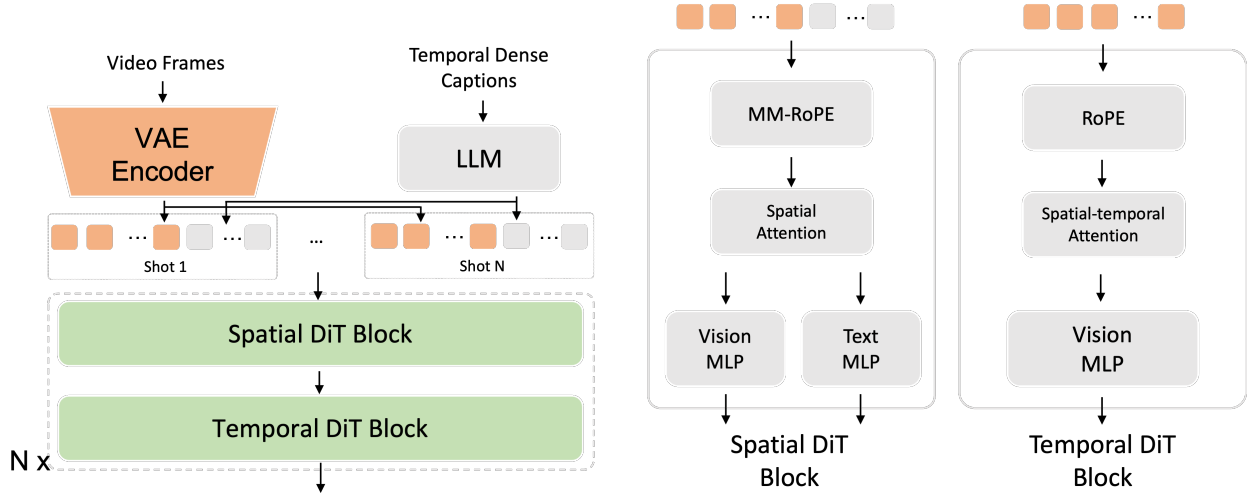 Video Frames
VAE
Encoder
Temporal Dense
Captions
LLM
...
Shot 1
...
...
...
Shot N
...
...
Spatial DiT Block
Temporal DiT Block
N x
...
...
MM-RoPE
Spatial
Attention
Vision
MLP
Text
MLP
Spatial DiT
Block
...
RoPE
Spatial-temporal
Attention
Vision
MLP
Temporal DiT
Block